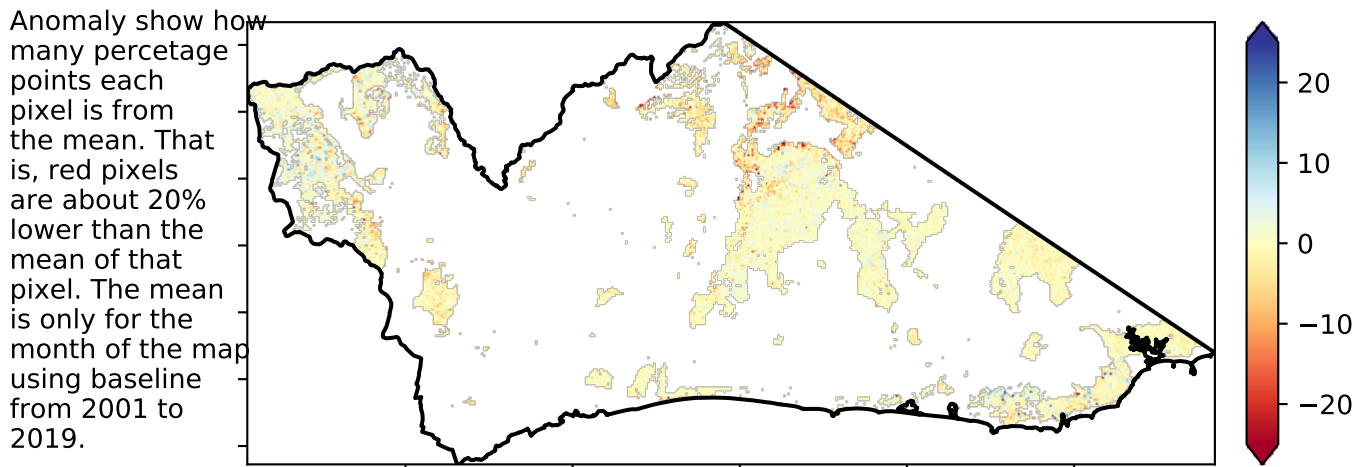 Anomaly show how
many percetage
points each
pixel is from
the mean. That
is, red pixels
are about 20%
lower than the
mean of that
pixel. The mean
is only for the
month of the map
using baseline
from 2001 to
2019.
20
10
0
−10
−20